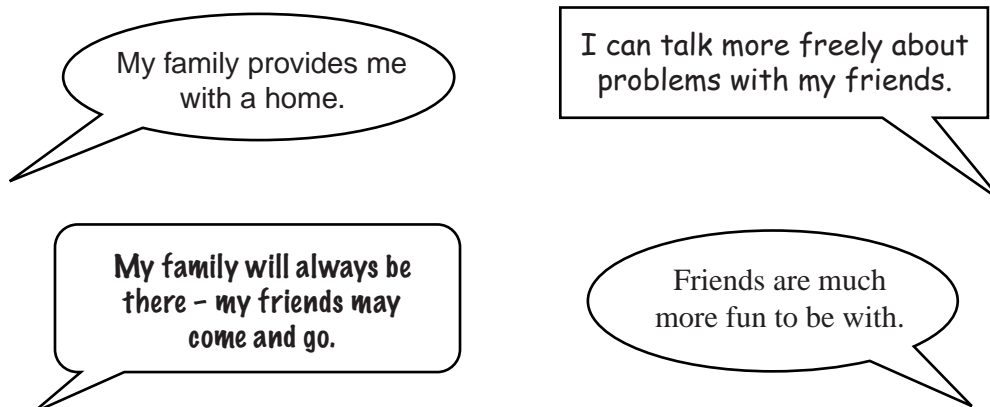 My family provides me
with a home.
I can talk more freely about
problems with my friends.
My family will always be
there – my friends may
come and go.
Friends are much
more fun to be with.